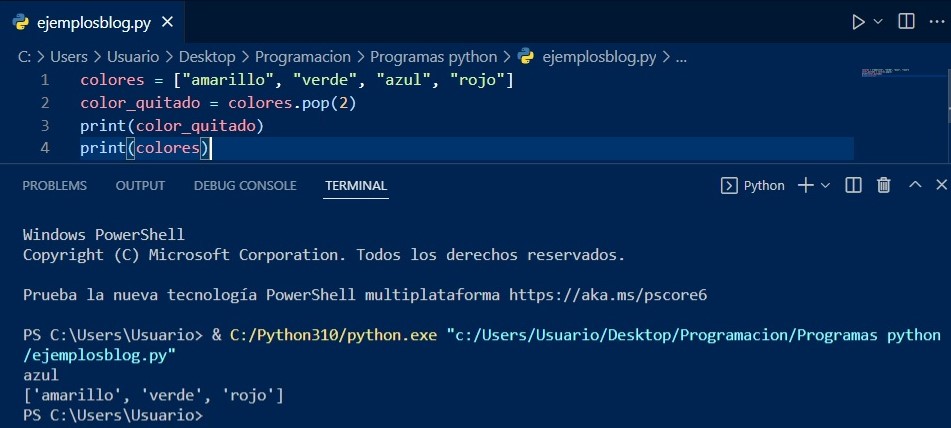 ejemplosblog.py
C: > Users > Usuario > Desktop > Programacion > Programas python > ejemplosblog.py > ...
1 colores = ["amarillo", "verde", "azul", "rojo"]
2 color_quitado = colores.pop(2)
3 print(color_quitado)
4 print(colores)
PROBLEMS OUTPUT DEBUG CONSOLE TERMINAL Python
Windows PowerShell
Copyright (C) Microsoft Corporation. Todos los derechos reservados.
Prueba la nueva tecnología PowerShell multiplataforma https://aka.ms/pscore6
PS C:\Users\Usuario> & C:/Python310/python.exe "c:/Users/Usuario/Desktop/Programacion/Programas python
/ejemplosblog.py"
azul
['amarillo', 'verde', 'rojo']
PS C:\Users\Usuario>